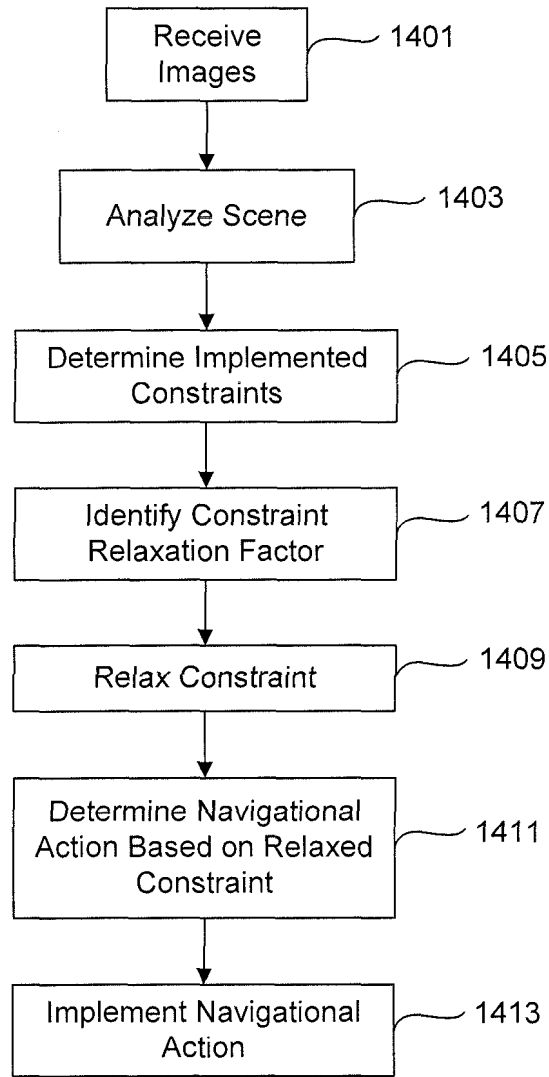 Receive
Images
1401
Analyze Scene
1403
Determine Implemented
Constraints
1405
Identify Constraint
Relaxation Factor
1407
Relax Constraint
1409
Determine Navigational
Action Based on Relaxed
Constraint
1411
Implement Navigational
Action
1413